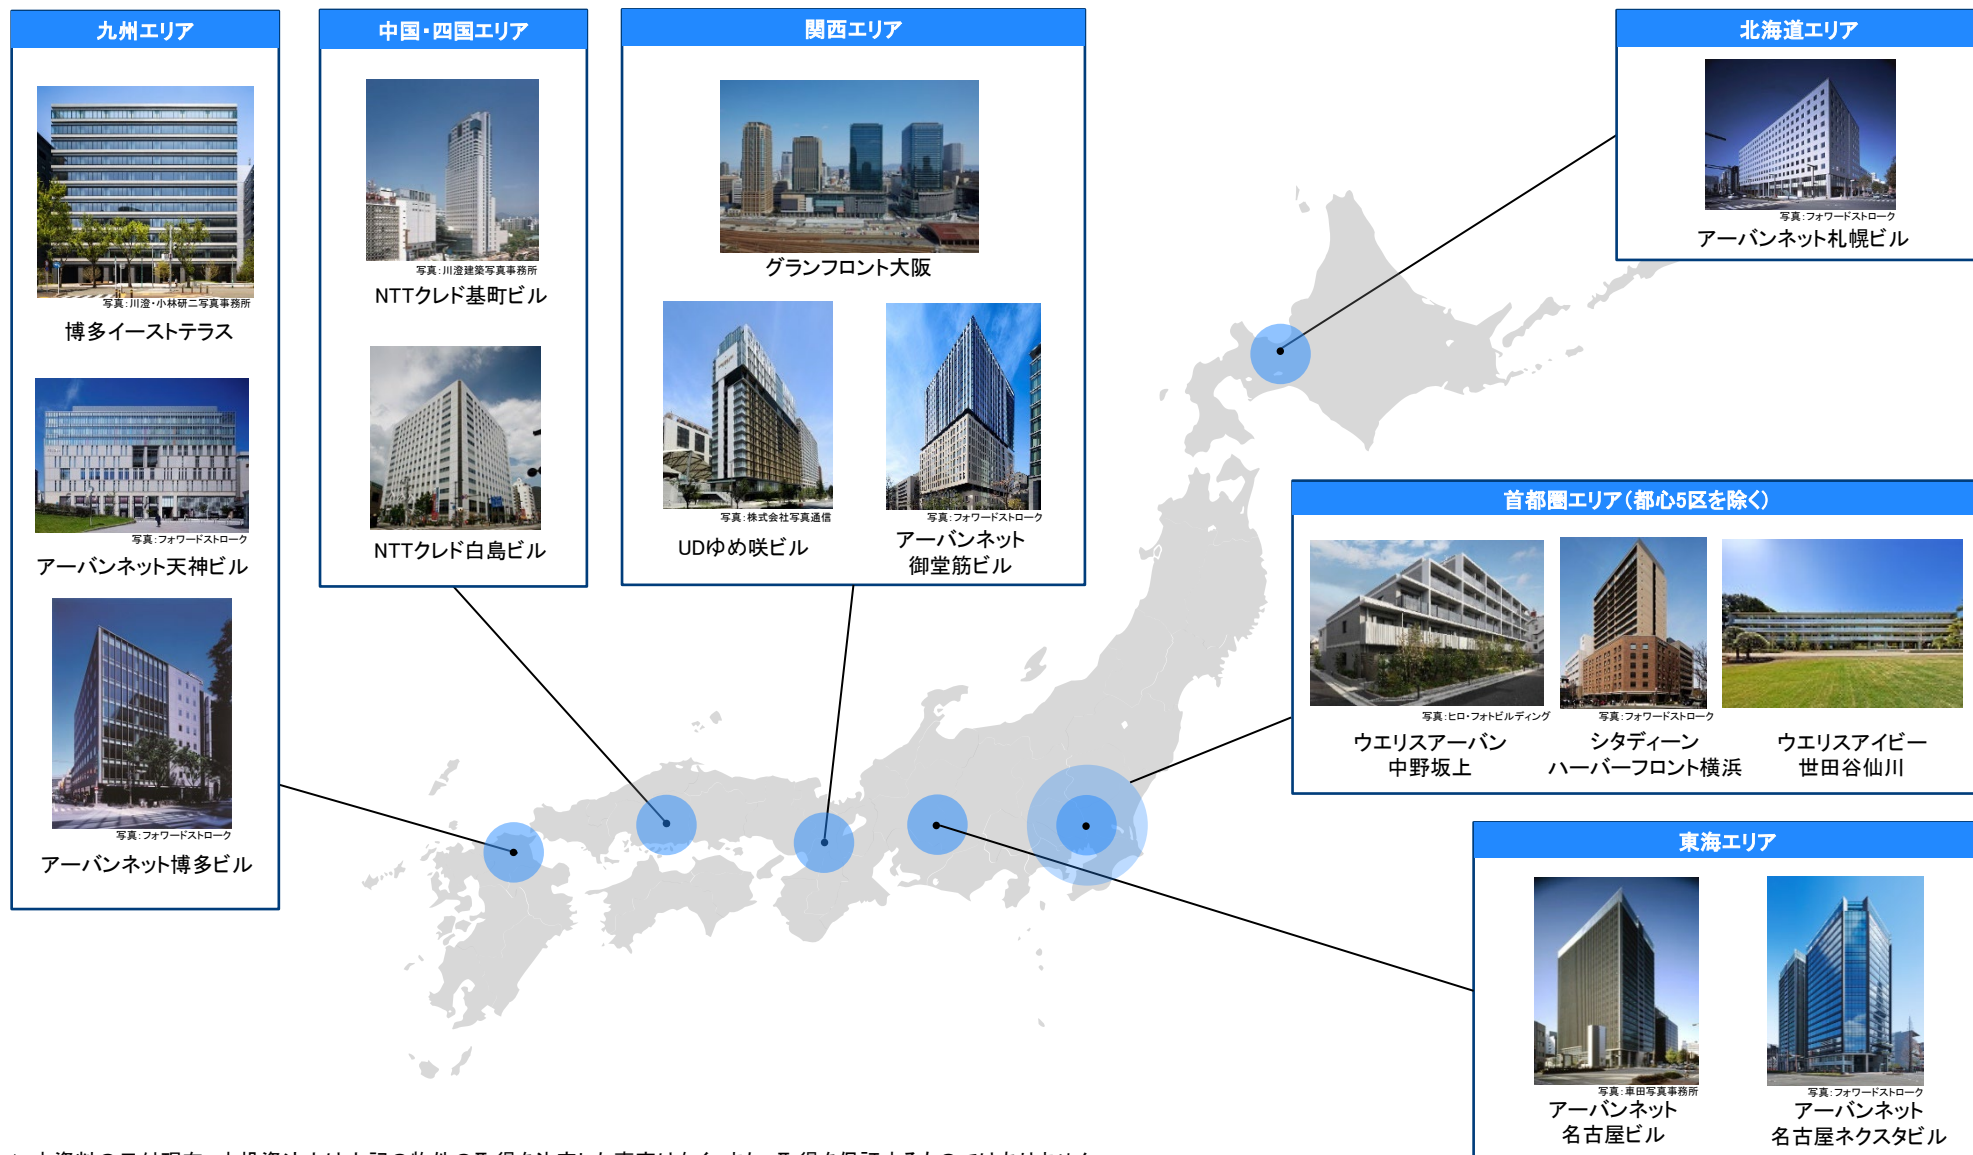 九州エリア
写真：川澄・小林研二写真事務所
博多イーストテラス
写真：フォワードストローク
アーバンネット天神ビル
写真：フォワードストローク
アーバンネット博多ビル
中国・四国エリア
写真：川澄建築写真事務所
NTTクレド基町ビル
NTTクレド白島ビル
関西エリア
グランフロント大阪
写真：株式会社写真通信
UDゆめ咲ビル
写真：フォワードストローク
アーバンネット
御堂筋ビル
北海道エリア
写真：フォワードストローク
アーバンネット札幌ビル
首都圏エリア（都心5区を除く）
写真：ヒロ・フォトビルディング
ウエリスアーバン
中野坂上
写真：フォワードストローク
シタディーン
ハーバーフロント横浜
ウエリスアイビー
世田谷仙川
東海エリア
写真：車田写真事務所
アーバンネット
名古屋ビル
写真：フォワードストローク
アーバンネット
名古屋ネクスタビル